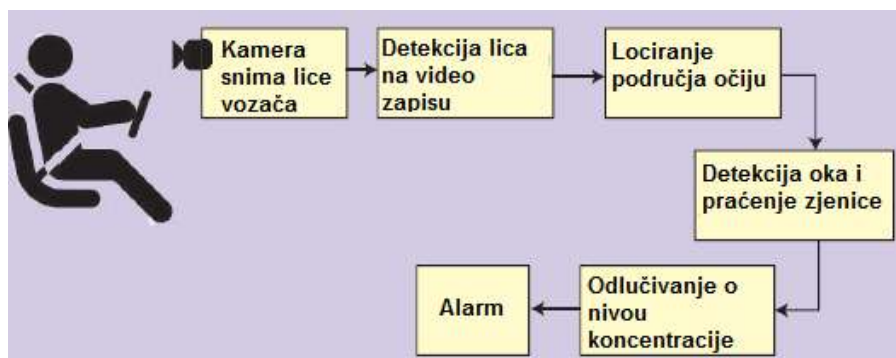 Kamera
snima lice
vozača
Detekcija lica
na video
zapisu
Lociranje
područja očiju
Detekcija oka i
praćenje zjenice
Odlučivanje o
nivou
koncentracije
Alarm